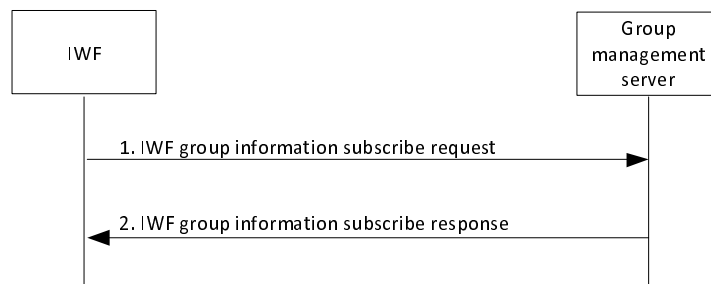 IWF
Group
management
server
1. IWF group information subscribe request
2. IWF group information subscribe response